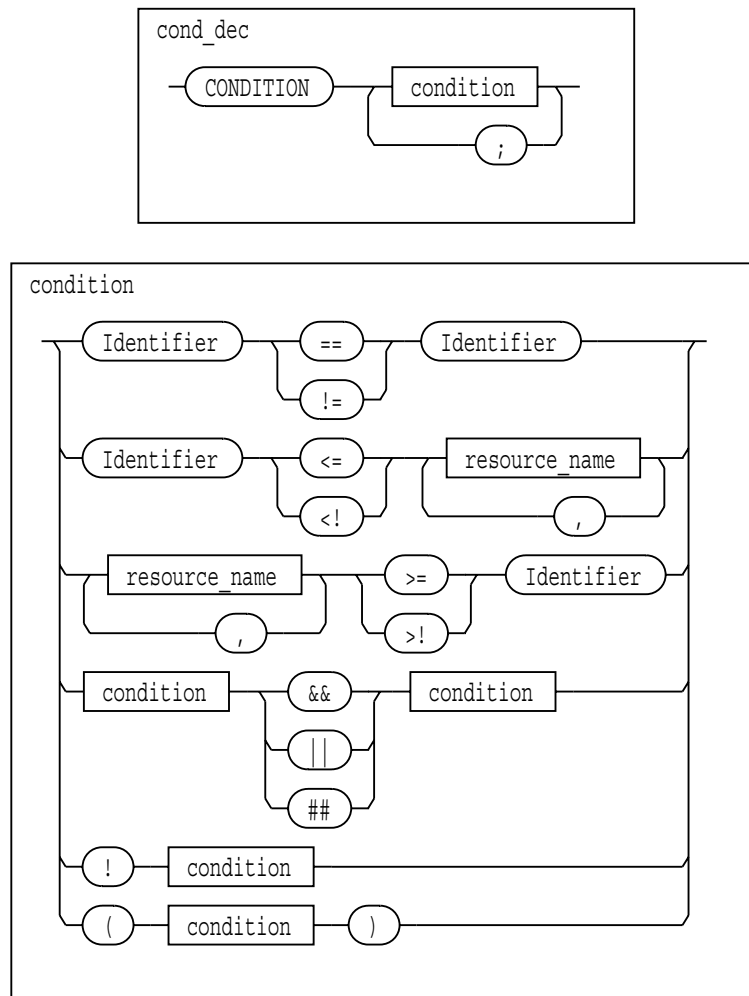 cond_dec
CONDITION condition
;
condition
Identifier == Identifier
!=
Identifier <= resource_name
<! ,
resource_name >= Identifier
, >!
condition && condition
||
##
! condition
( condition )